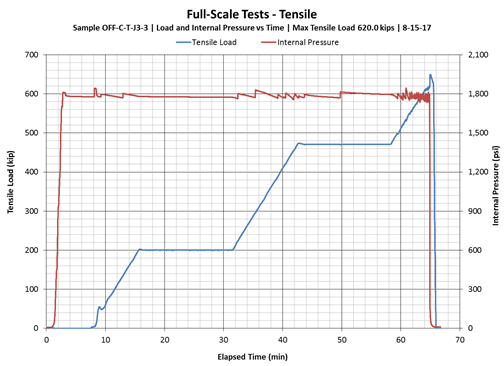 Full-Scale Tests - Tensile
Sample OFF-C-T-J3-3 | Load and Internal Pressure vs Time | Max Tensile Load 620.0 kips | 8-15-17
Tensile Load Internal Pressure
700 2,100
600 1,800
500 1,500
400 1,200
300 900
200 600
100 300
0 0
Tensile Load (kip)
Internal Pressure (psi)
0 10 20 30 40 50 60 70
Elapsed Time (min)